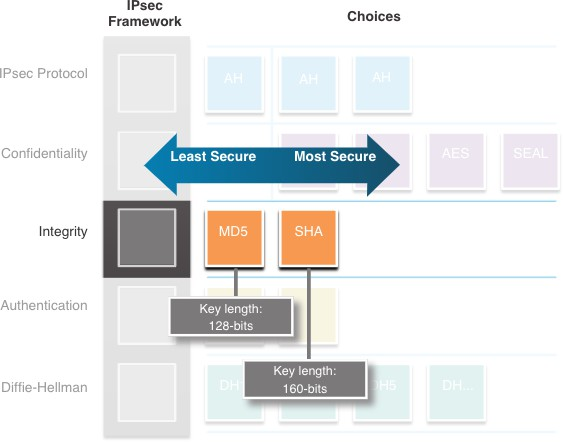 IPsec
Framework
Choices
IPsec Protocol
AH
AH
AH
Confidentiality
Least Secure
Most Secure
AES
SEAL
Integrity
MD5
SHA
Authentication
Key length:
128-bits
Diffie-Hellman
DH
Key length:
160-bits
DH5
DH...